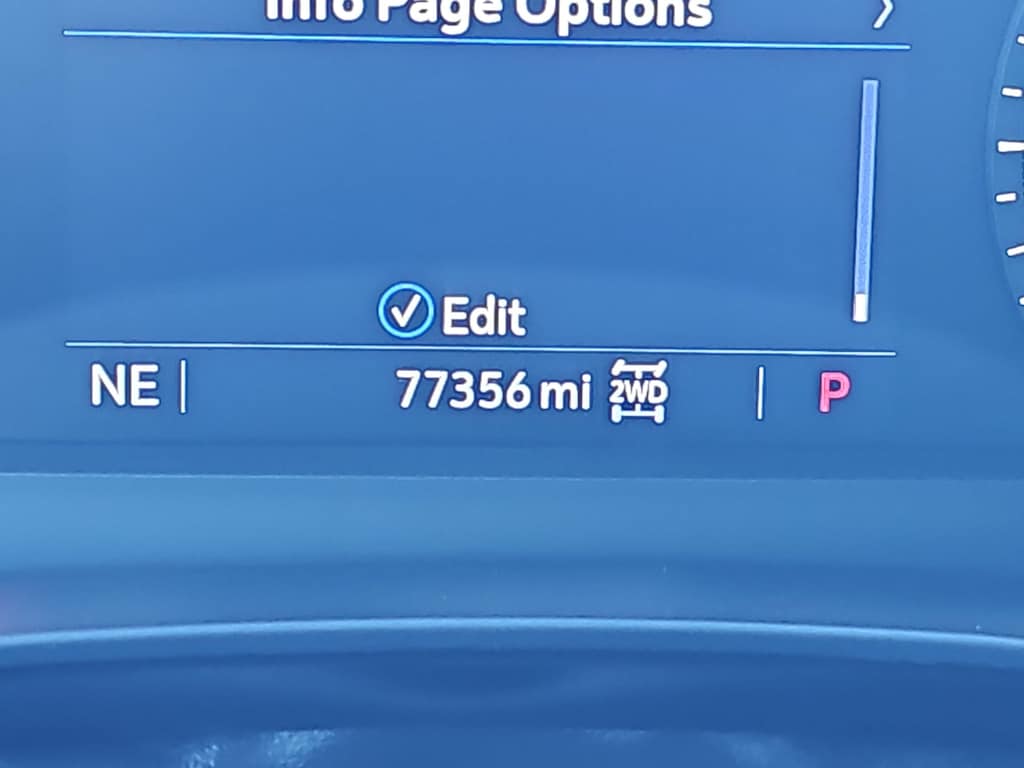 Info Page Options
Edit
NE 77356 mi 2WD P